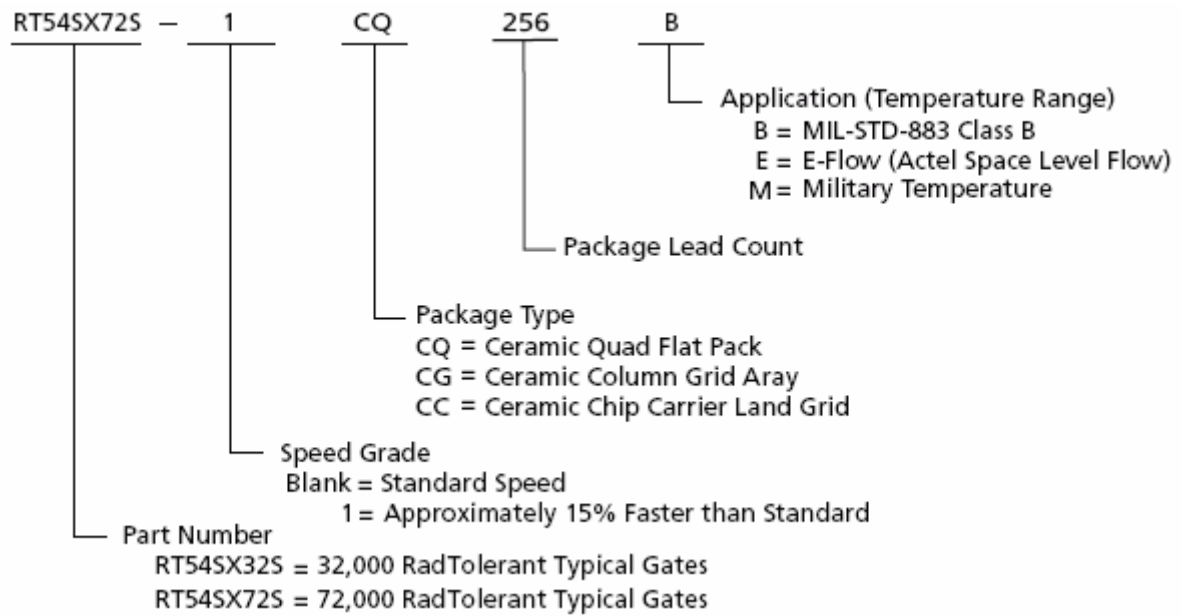 RT54SX72S – 1 CQ 256 B
Application (Temperature Range)
B = MIL-STD-883 Class B
E = E-Flow (Actel Space Level Flow)
M = Military Temperature
Package Lead Count
Package Type
CQ = Ceramic Quad Flat Pack
CG = Ceramic Column Grid Aray
CC = Ceramic Chip Carrier Land Grid
Speed Grade
Blank = Standard Speed
1 = Approximately 15% Faster than Standard
Part Number
RT54SX32S = 32,000 RadTolerant Typical Gates
RT54SX72S = 72,000 RadTolerant Typical Gates